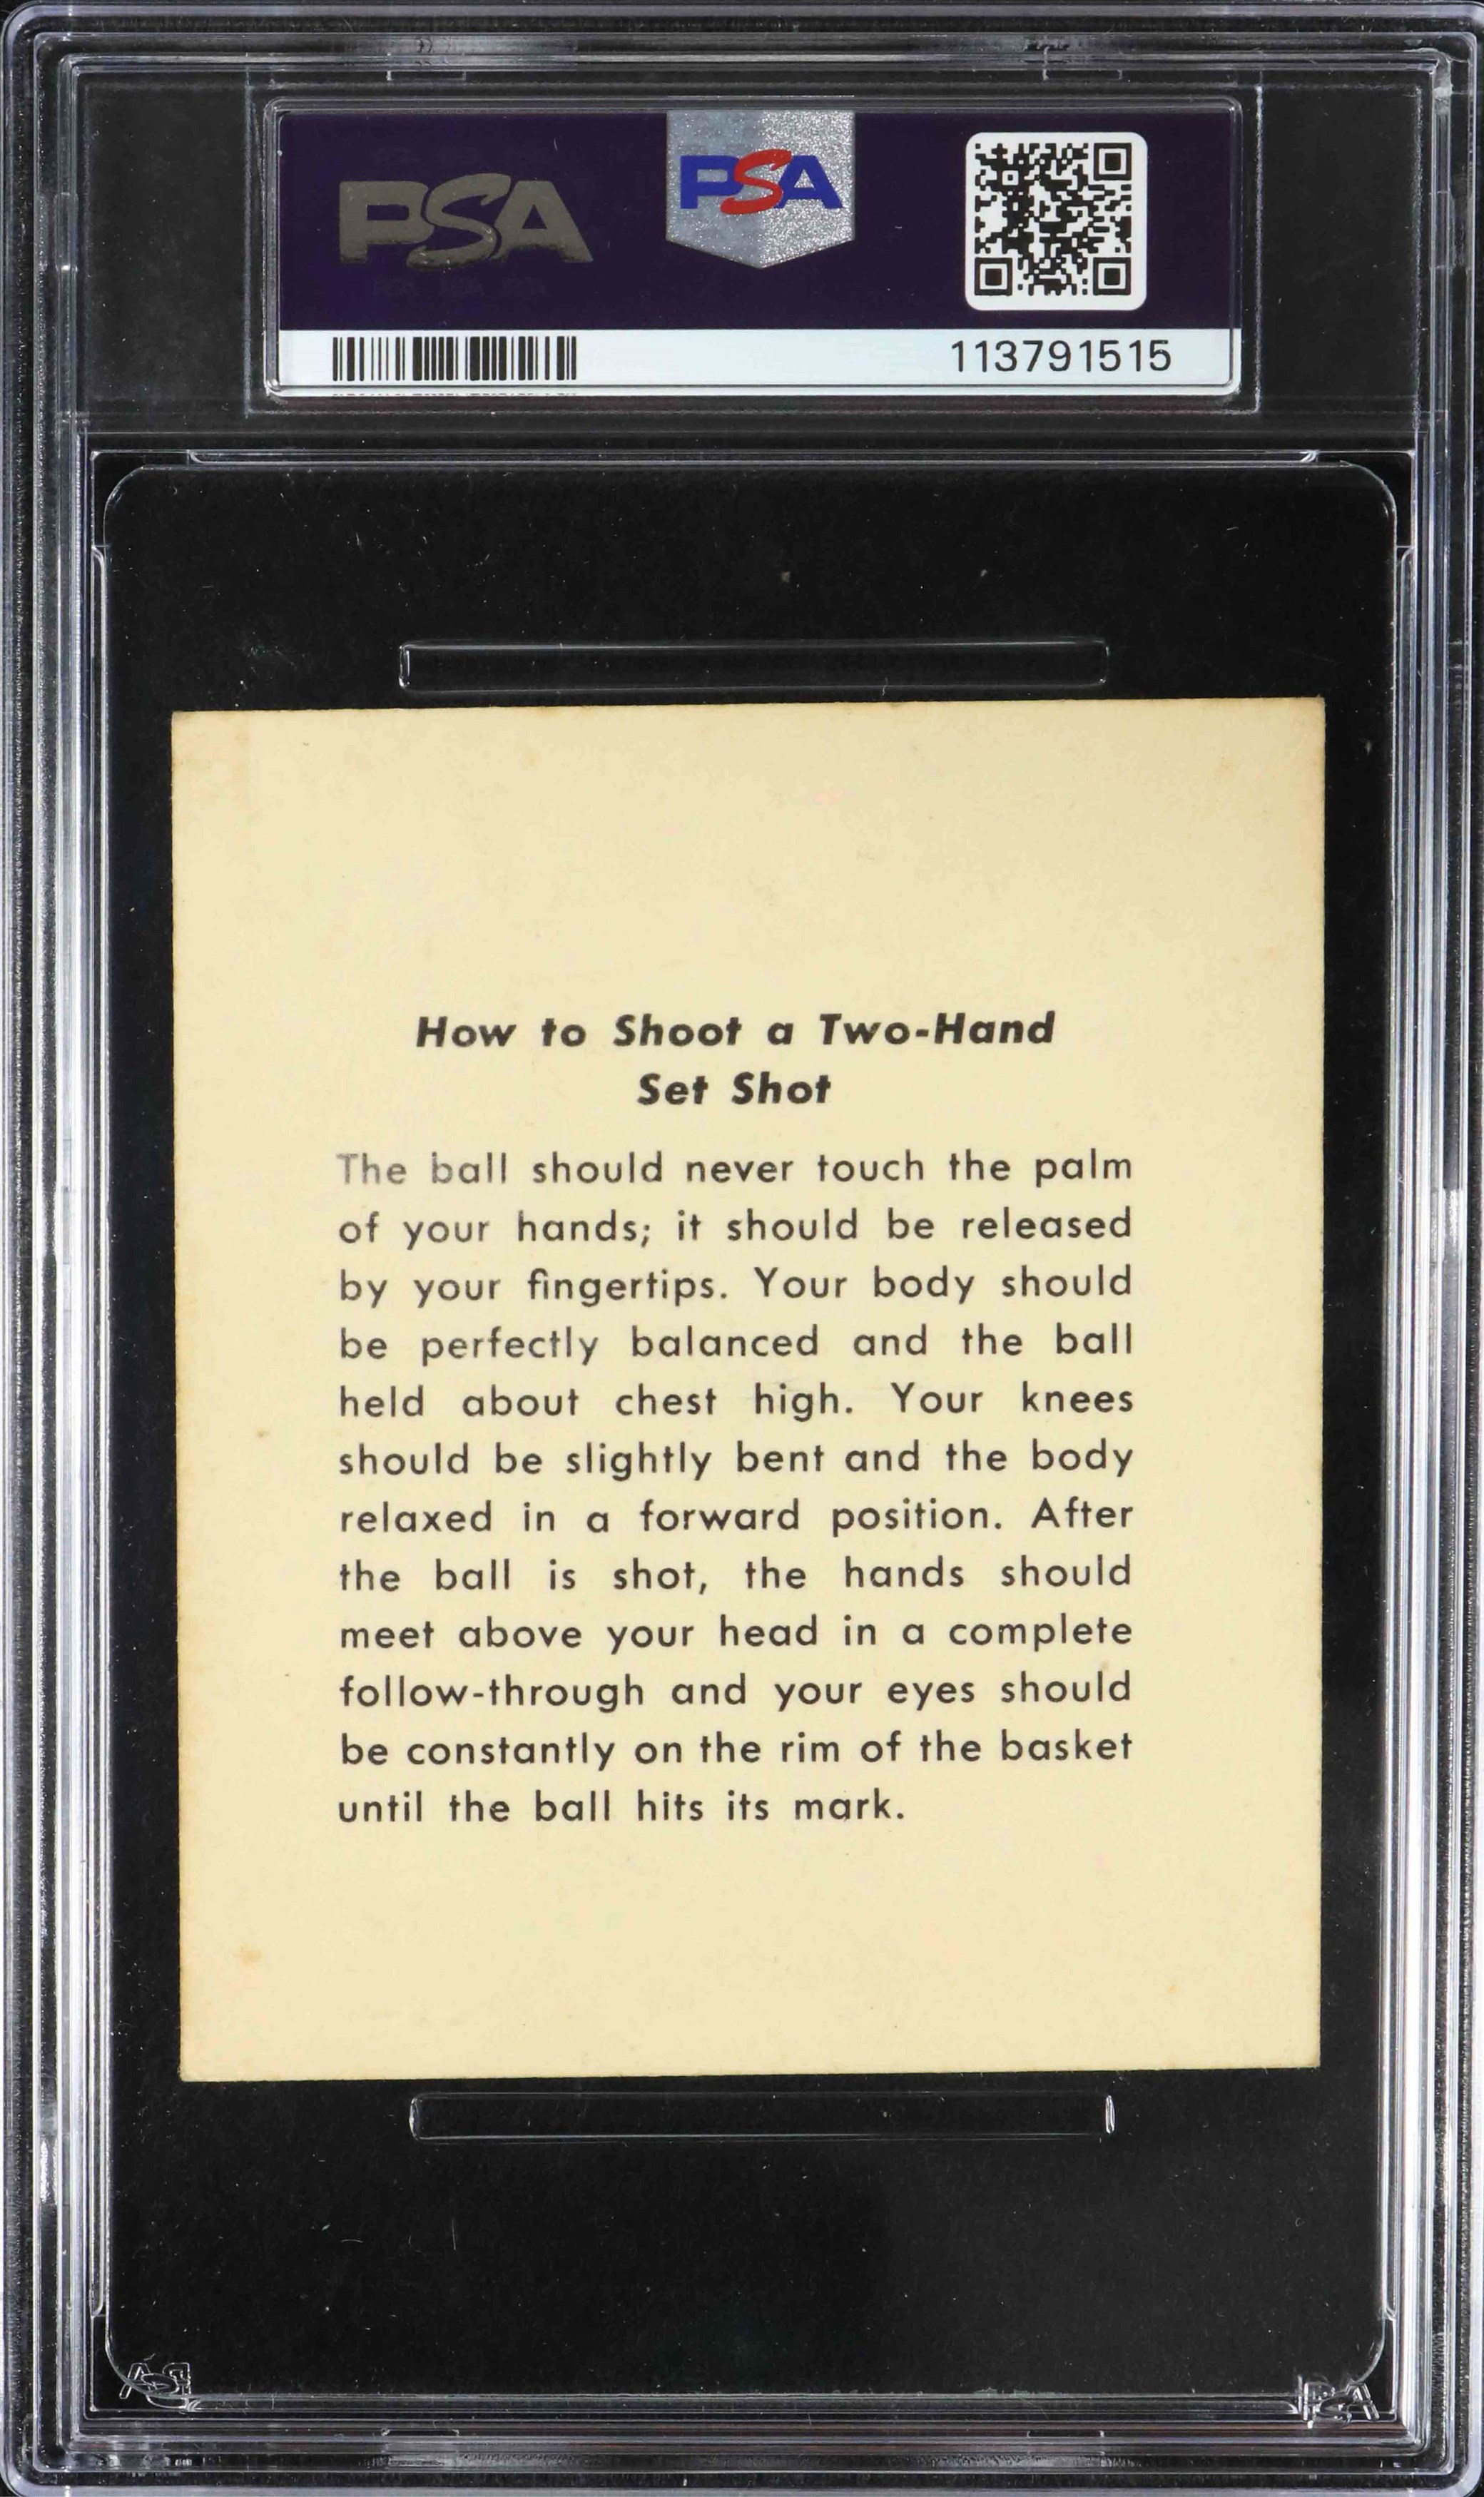 PSA
PSA
113791515
How to Shoot a Two-Hand
Set Shot
The ball should never touch the palm
of your hands; it should be released
by your fingertips. Your body should
be perfectly balanced and the ball
held about chest high. Your knees
should be slightly bent and the body
relaxed in a forward position. After
the ball is shot, the hands should
meet above your head in a complete
follow-through and your eyes should
be constantly on the rim of the basket
until the ball hits its mark.
PSA
PSA